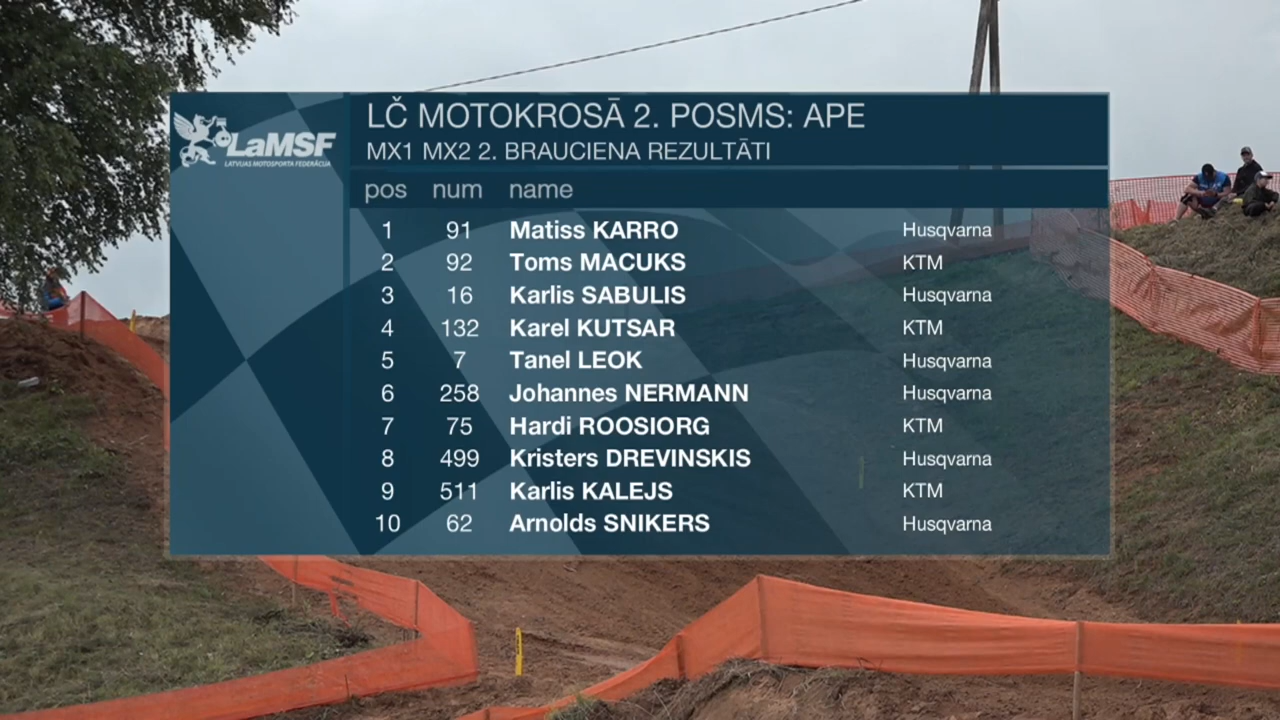 LČ MOTOKROSĀ 2. POSMS: APE
LaMSF
LATVIJAS MOTOSPORTA FEDERĀCIJA
MX1 MX2 2. BRAUCIENA REZULTĀTI
pos num name
1 91 Matiss KARRO Husqvarna
2 92 Toms MACUKS KTM
3 16 Karlis SABULIS Husqvarna
4 132 Karel KUTSAR KTM
5 7 Tanel LEOK Husqvarna
6 258 Johannes NERMANN Husqvarna
7 75 Hardi ROOSIORG KTM
8 499 Kristers DREVINSKIS Husqvarna
9 511 Karlis KALEJS KTM
10 62 Arnolds SNIKERS Husqvarna